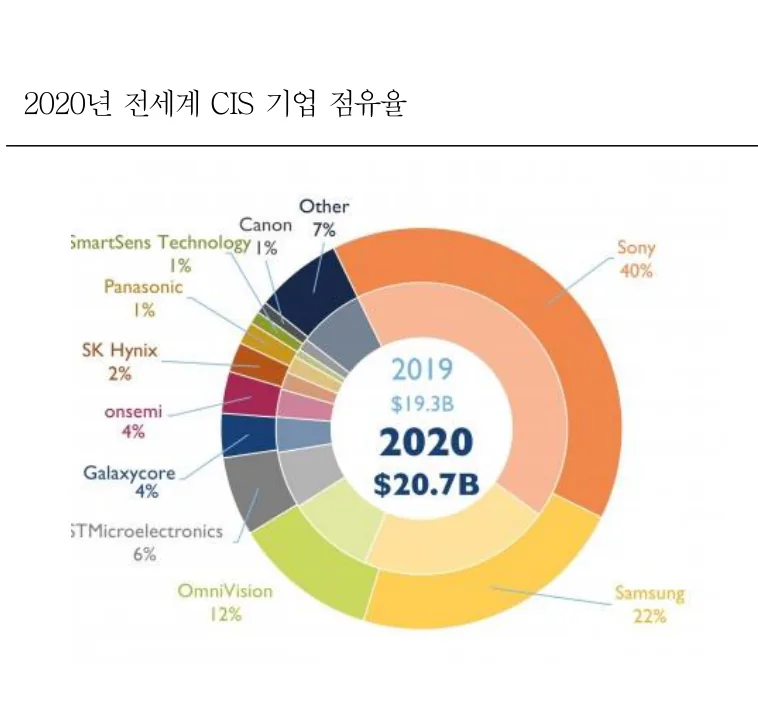 2020년 전세계 CIS 기업 점유율
Other
7%
Canon
1%
SmartSens Technology
1%
Panasonic
1%
SK Hynix
2%
onsemi
4%
Galaxycore
4%
STMicroelectronics
6%
OmniVision
12%
Samsung
22%
Sony
40%
2019
$19.3B
2020
$20.7B